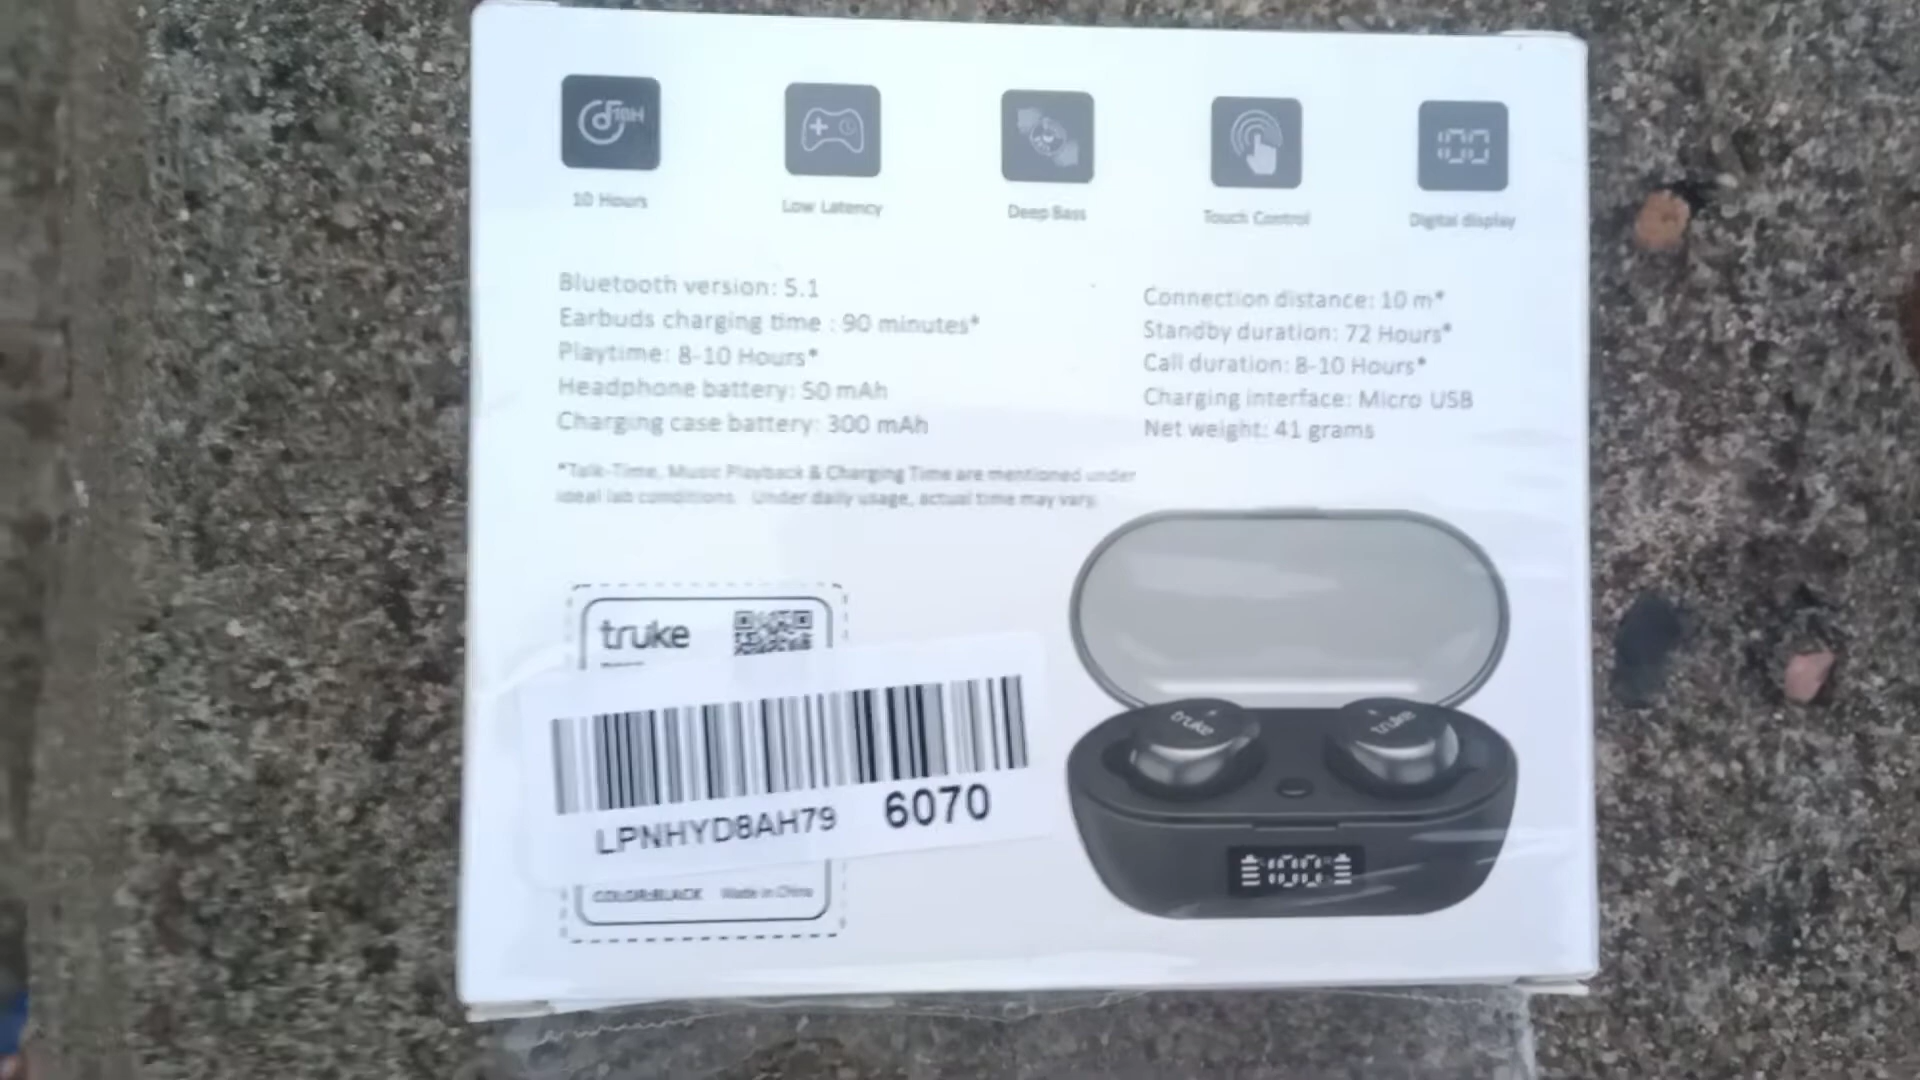 10H
10 Hours
Low Latency
Deep Bass
Touch Control
100
Digital display
Bluetooth version: 5.1
Earbuds charging time : 90 minutes*
Playtime: 8-10 Hours*
Headphone battery: 50 mAh
Charging case battery: 300 mAh
Connection distance: 10 m*
Standby duration: 72 Hours*
Call duration: 8-10 Hours*
Charging interface: Micro USB
Net weight: 41 grams
*Talk-Time, Music Playback & Charging Time are mentioned under
ideal lab conditions. Under daily usage, actual time may vary.
truke
LPNHYD8AH79 6070
COLOR:BLACK Made in China
truke
truke
100